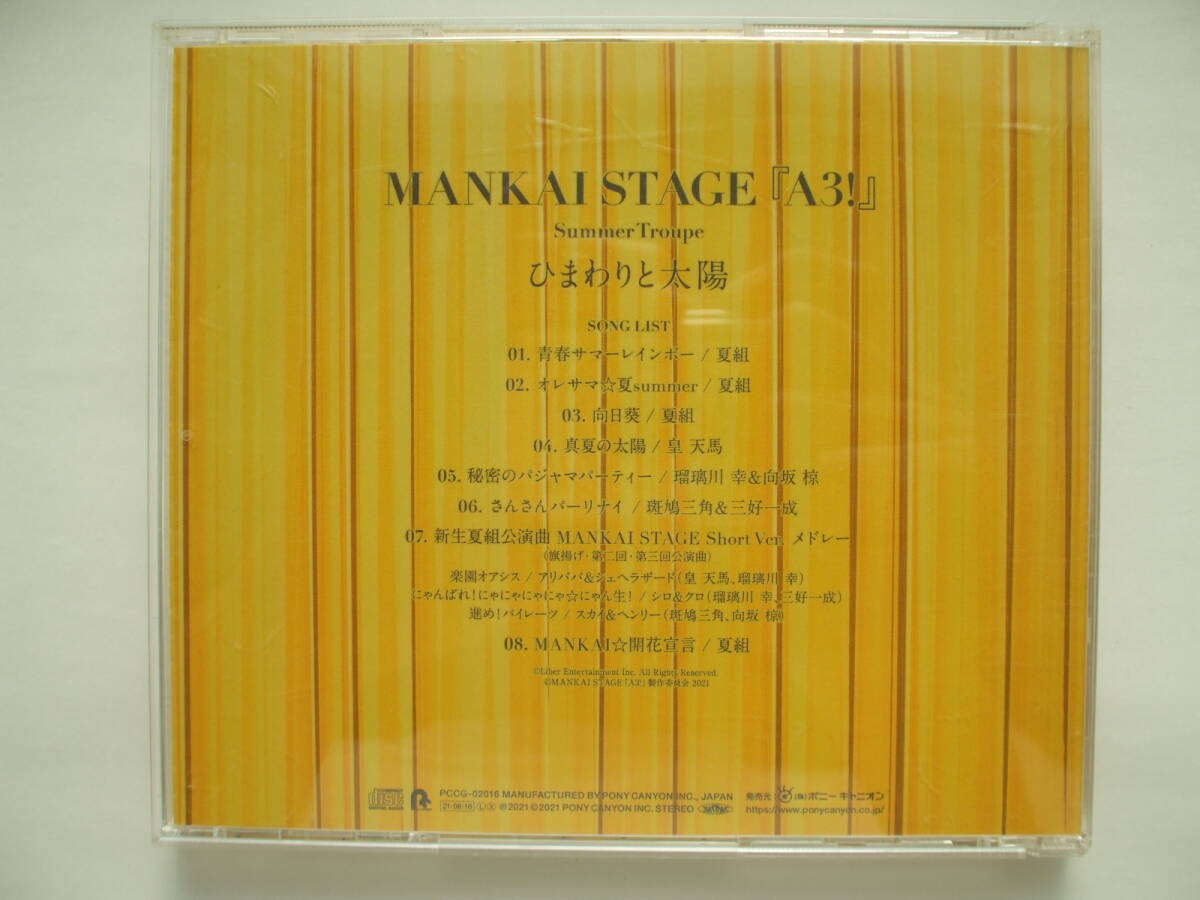 MANKAI STAGE『A3!』
Summer Troupe
ひまわりと太陽
SONG LIST
01. 青春サマーレインボー / 夏組
02. オレサマ☆夏summer / 夏組
03. 向日葵 / 夏組
04. 真夏の太陽 / 皇 天馬
05. 秘密のパジャマパーティー / 瑠璃川 幸&向坂 椋
06. さんさんパーリナイ / 斑鳩三角&三好一成
07. 新生夏組公演曲 MANKAI STAGE Short Ver. メドレー
(旗揚げ・第二回・第三回公演曲)
楽園オアシス / アリババ&シェヘラザード(皇 天馬、瑠璃川 幸)
にゃんばれ!にゃにゃにゃにゃ☆にゃん生! / シロ&クロ(瑠璃川 幸、三好一成)
進め!パイレーツ / スカイ&ヘンリー(斑鳩三角、向坂 椋)
08. MANKAI☆開花宣言 / 夏組
©Liber Entertainment Inc. All Rights Reserved.
©MANKAI STAGE『A3!』製作委員会 2021
PCCG-02016 MANUFACTURED BY PONY CANYON INC., JAPAN
21·08·18 Ⓛ Ⓧ ℗2021 ©2021 PONY CANYON INC. STEREO
発売元 (株)ポニーキャニオン
https://www.ponycanyon.co.jp/
disc